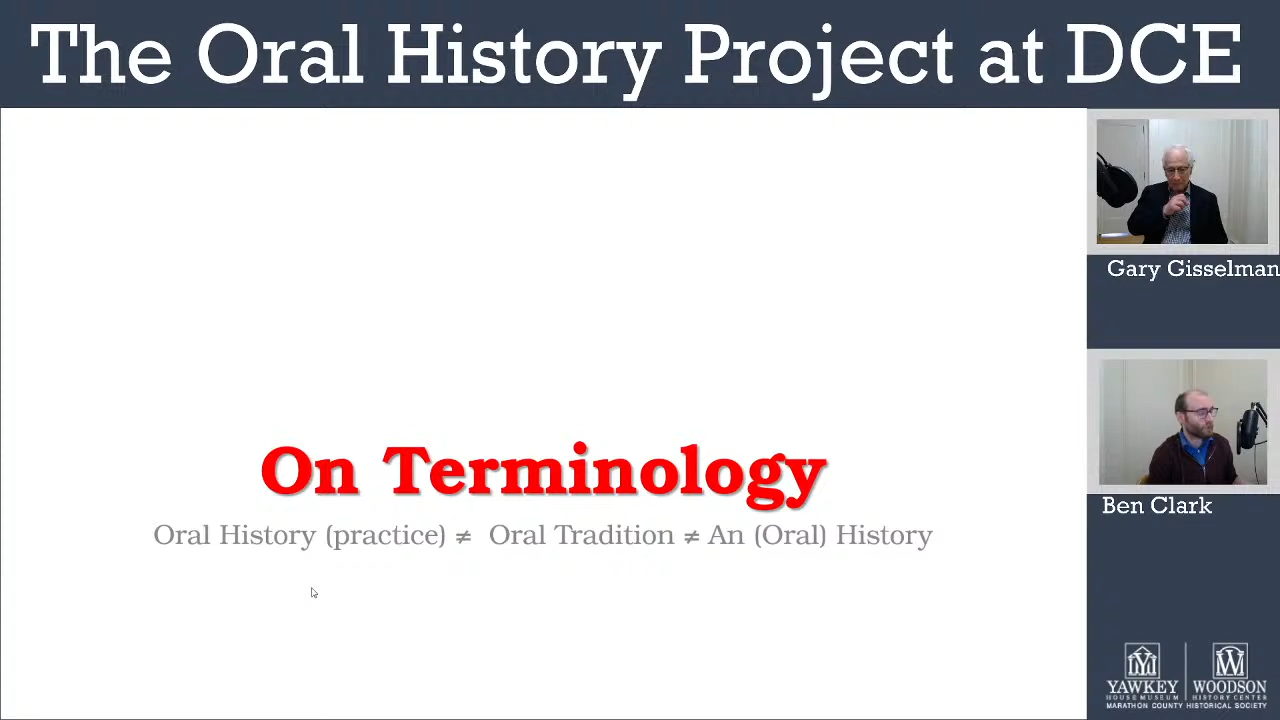 The Oral History Project at DCE
Gary Gisselman
On Terminology
Oral History (practice) ≠ Oral Tradition ≠ An (Oral) History
Ben Clark
YAWKEY
HOUSE MUSEUM
WOODSON
HISTORY CENTER
MARATHON COUNTY HISTORICAL SOCIETY